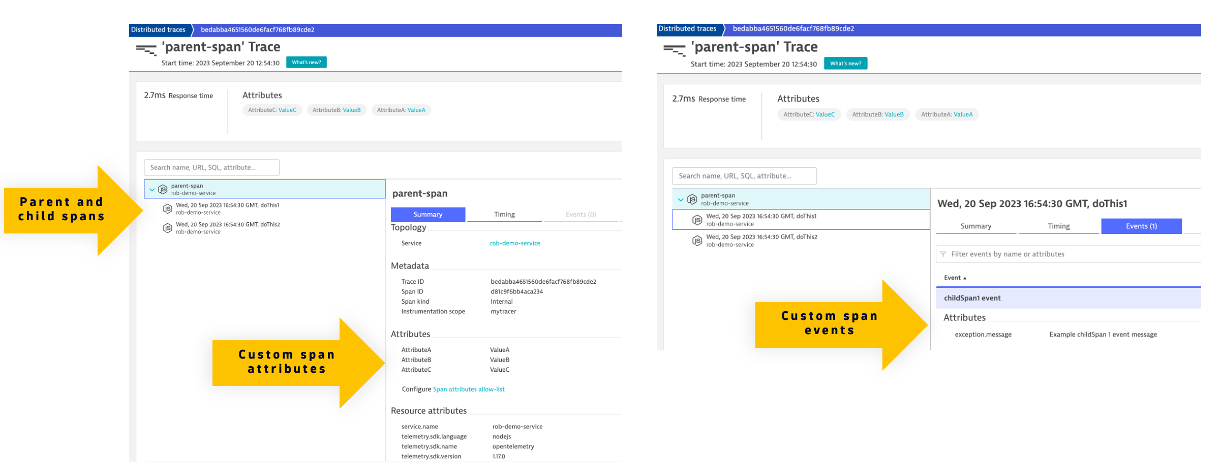 Distributed traces
bedabba4651560de6facf768fb89cde2
'parent-span' Trace
Start time: 2023 September 20 12:54:30
What's new?
2.7ms Response time
Attributes
AttributeC: ValueC
AttributeB: ValueB
AttributeA: ValueA
Search name, URL, SQL, attribute...
parent-span
rob-demo-service
Wed, 20 Sep 2023 16:54:30 GMT, doThis1
rob-demo-service
Wed, 20 Sep 2023 16:54:30 GMT, doThis2
rob-demo-service
Parent and
child spans
parent-span
Summary
Timing
Events (0)
Topology
Service
rob-demo-service
Metadata
Trace ID
bedabba4651560de6facf768fb89cde2
Span ID
d81c9f6bb4aca234
Span kind
Internal
Instrumentation scope
mytracer
Attributes
AttributeA
ValueA
AttributeB
ValueB
AttributeC
ValueC
Configure Span attributes allow-list
Custom span
attributes
Resource attributes
service.name
rob-demo-service
telemetry.sdk.language
nodejs
telemetry.sdk.name
opentelemetry
telemetry.sdk.version
1.17.0
Distributed traces
bedabba4651560de6facf768fb89cde2
'parent-span' Trace
Start time: 2023 September 20 12:54:30
What's new?
2.7ms Response time
Attributes
AttributeC: ValueC
AttributeB: ValueB
AttributeA: ValueA
Search name, URL, SQL, attribute...
parent-span
rob-demo-service
Wed, 20 Sep 2023 16:54:30 GMT, doThis1
rob-demo-service
Wed, 20 Sep 2023 16:54:30 GMT, doThis2
rob-demo-service
Wed, 20 Sep 2023 16:54:30 GMT, doThis1
Summary
Timing
Events (1)
Filter events by name or attributes
Event
childSpan1 event
Attributes
exception.message
Example childSpan 1 event message
Custom span
events